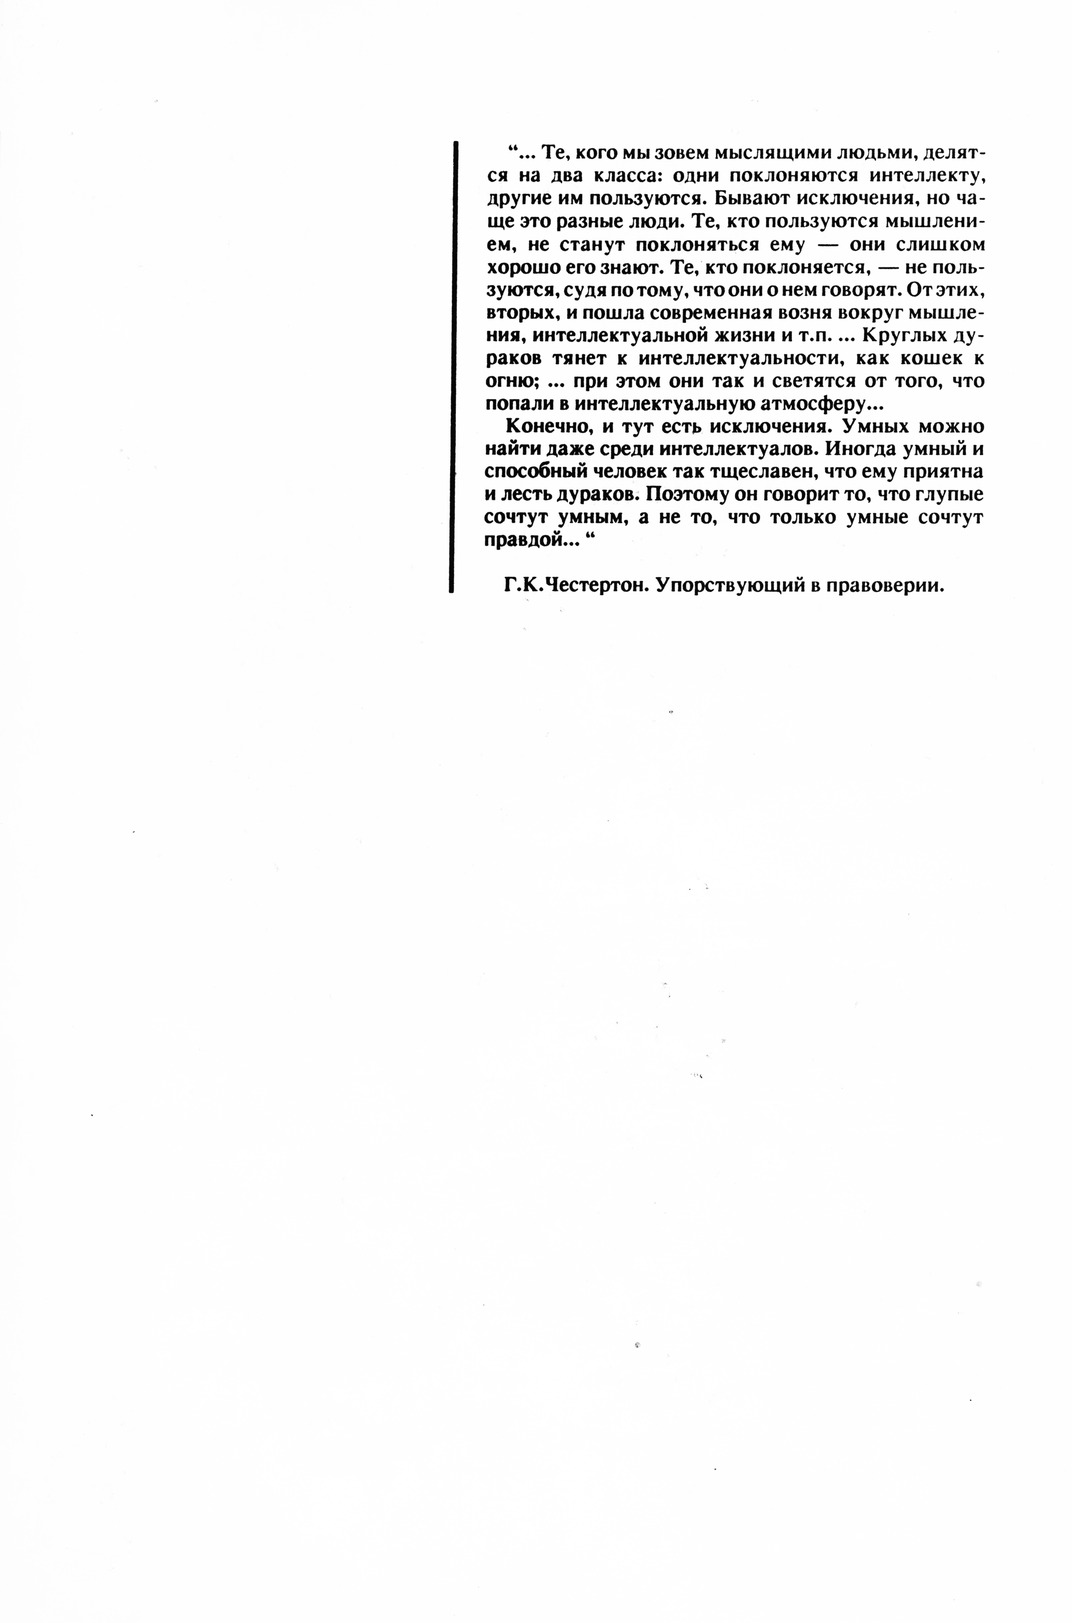 “... Те, кого мы зовем мыслящими людьми, делят-
ся на два класса: одни поклоняются интеллекту,
другие им пользуются. Бывают исключения, но ча-
ще это разные люди. Те, кто пользуются мышлени-
ем, не станут поклоняться ему — они слишком
хорошо его знают. Те, кто поклоняется, — не поль-
зуются, судя по тому, что они о нем говорят. От этих,
вторых, и пошла современная возня вокруг мышле-
ния, интеллектуальной жизни и т.п. ... Круглых ду-
раков тянет к интеллектуальности, как кошек к
огню; ... при этом они так и светятся от того, что
попали в интеллектуальную атмосферу...
Конечно, и тут есть исключения. Умных можно
найти даже среди интеллектуалов. Иногда умный и
способный человек так тщеславен, что ему приятна
и лесть дураков. Поэтому он говорит то, что глупые
сочтут умным, а не то, что только умные сочтут
правдой... “
Г.К.Честертон. Упорствующий в правоверии.